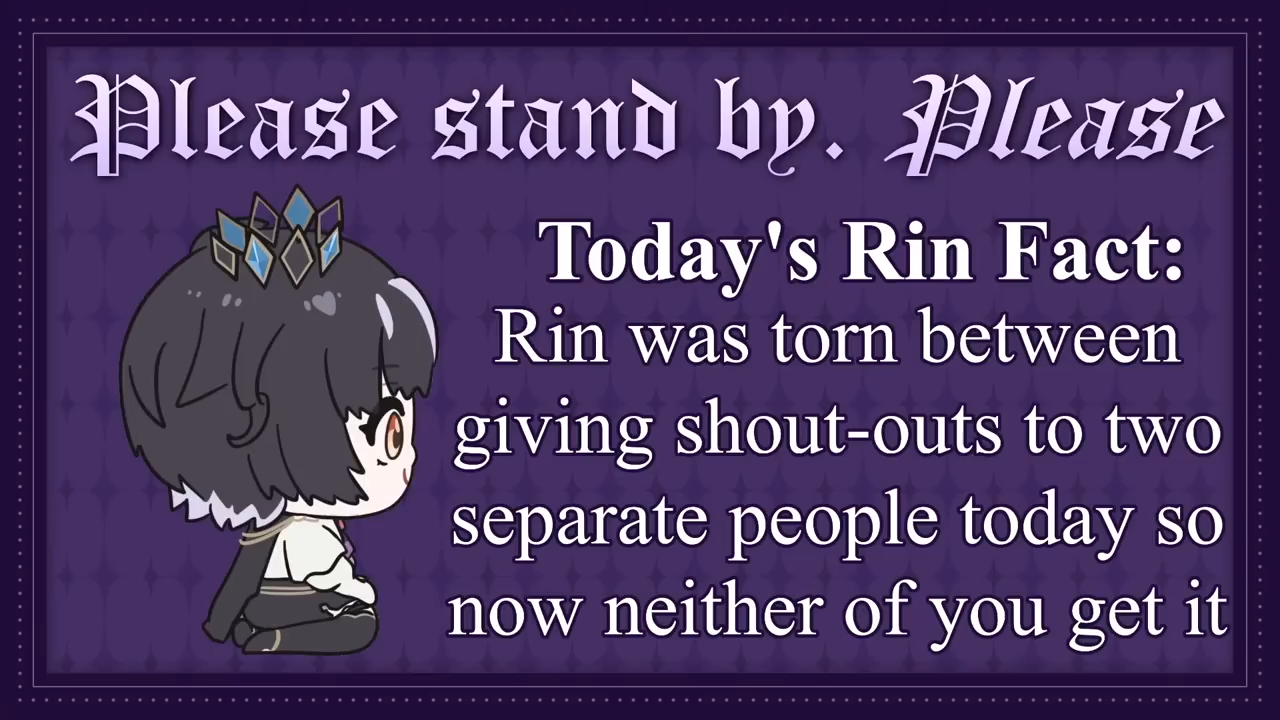 Please stand by. Please
Today's Rin Fact:
Rin was torn between
giving shout-outs to two
separate people today so
now neither of you get it